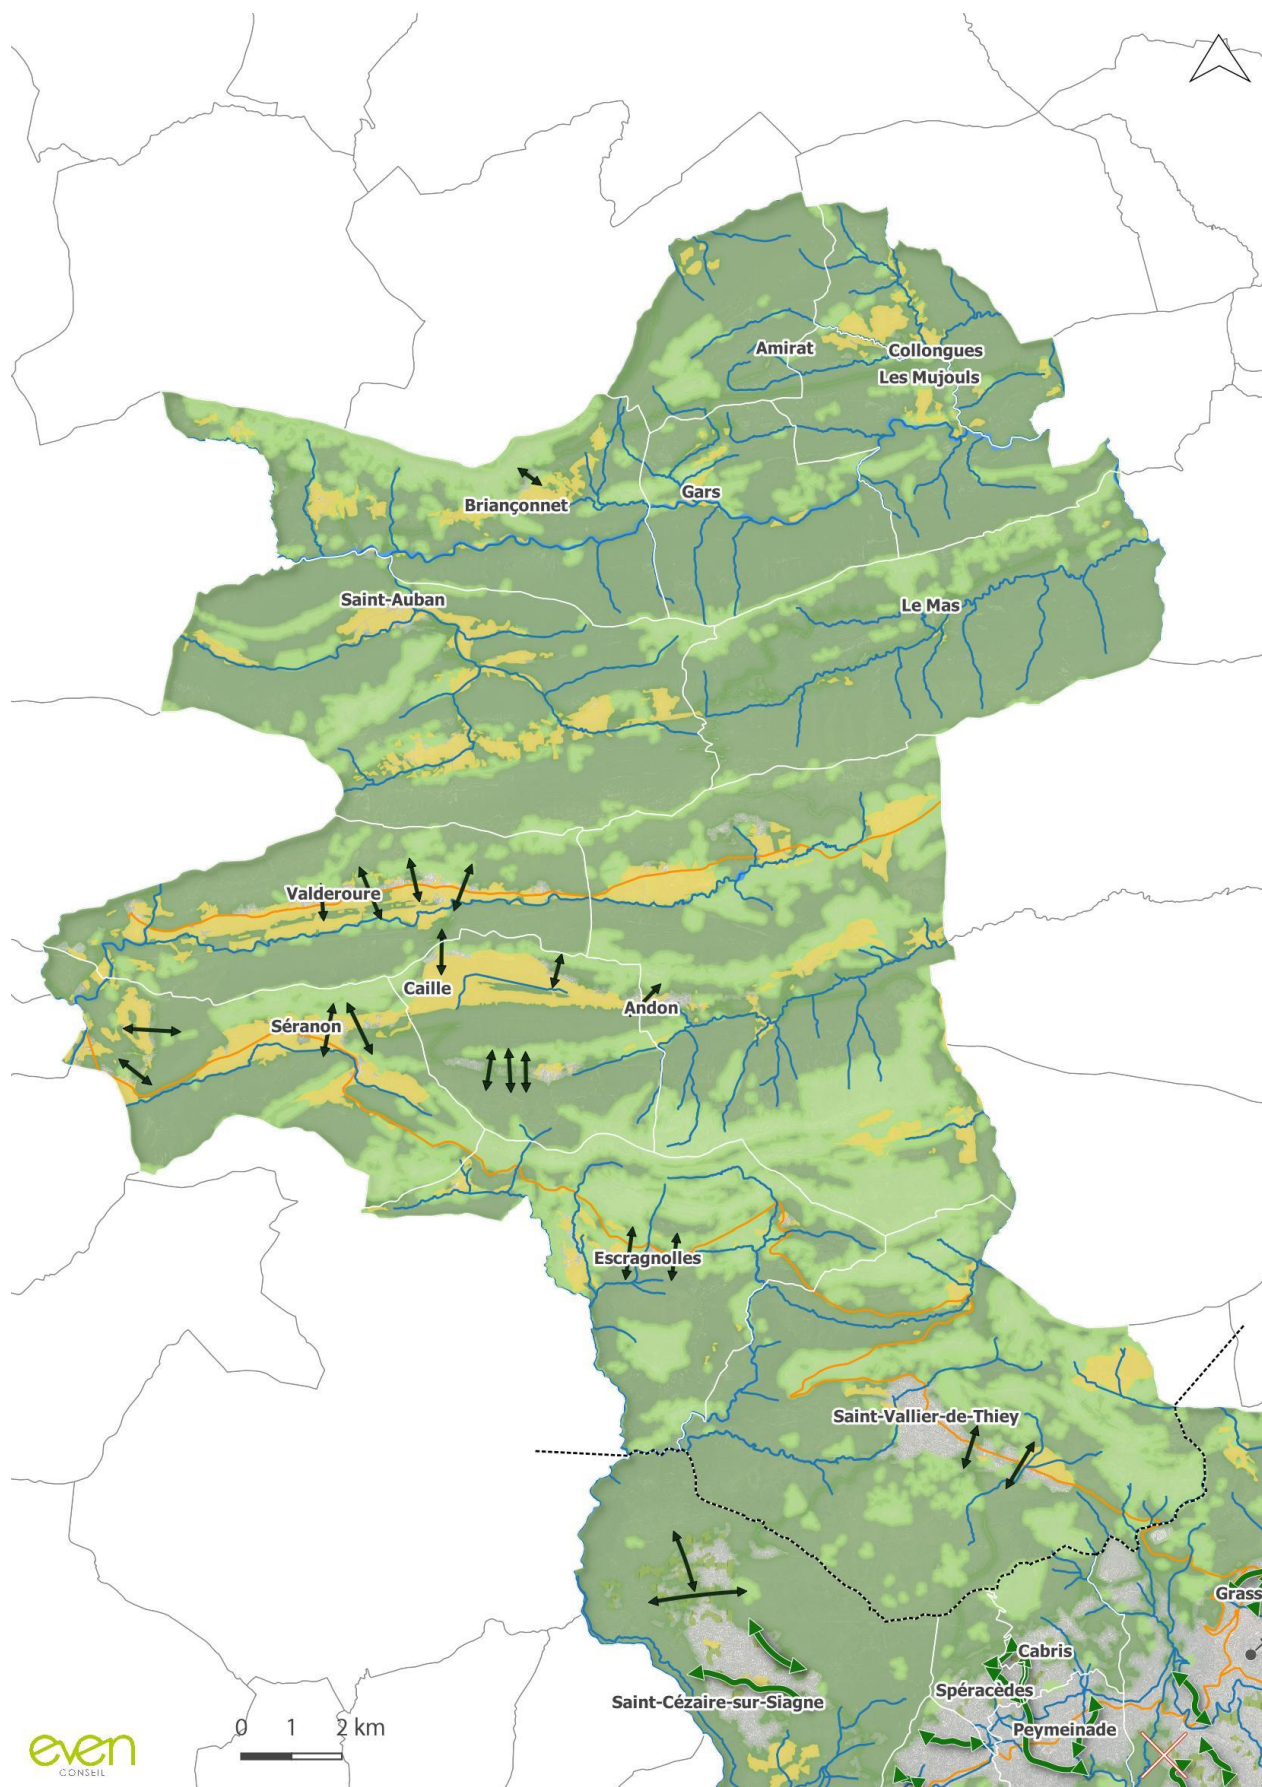 Amirat
Collongues
Les Mujouls
Gars
Briançonnet
Saint-Auban
Le Mas
Valderoure
Caille
Andon
Séranon
Escragnolles
Saint-Vallier-de-Thiey
Grass
Cabris
Spéracèdes
Saint-Cézaire-sur-Siagne
Peymeinade
0 1 2 km
even
CONSEIL